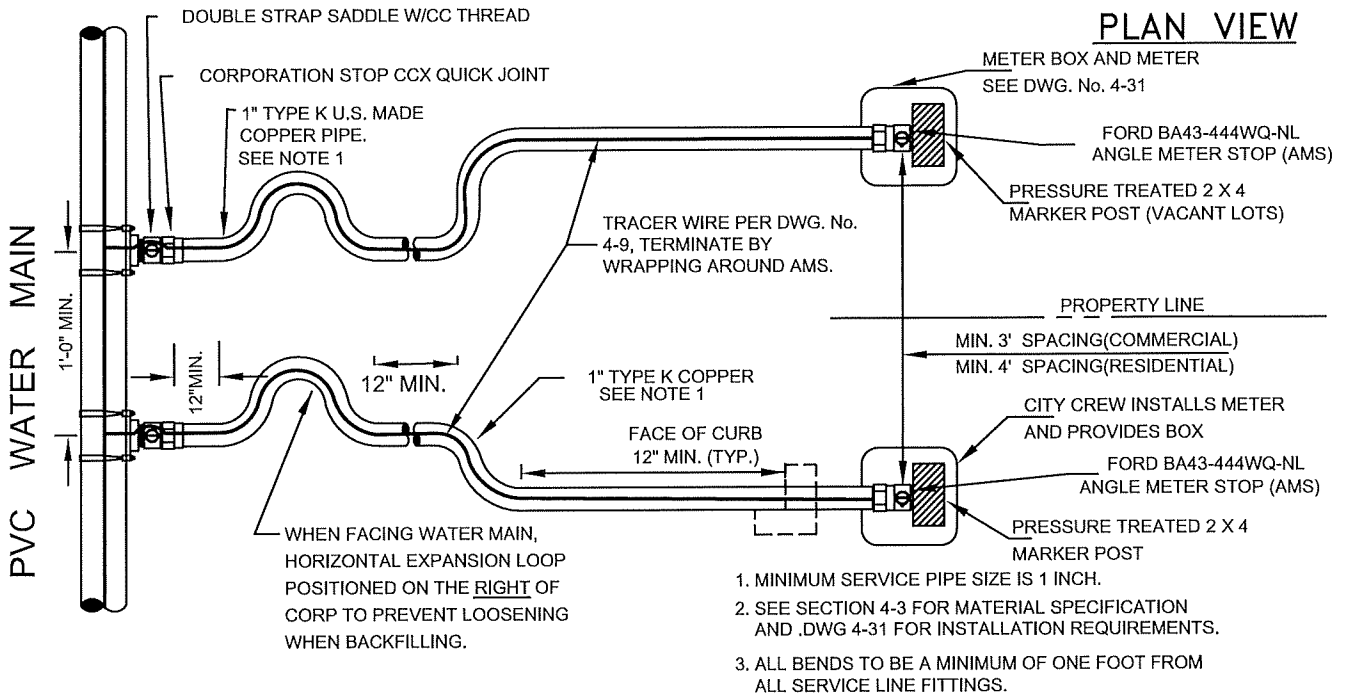 DOUBLE STRAP SADDLE W/CC THREAD
PLAN VIEW
METER BOX AND METER
SEE DWG. No. 4-31
CORPORATION STOP CCX QUICK JOINT
1" TYPE K U.S. MADE
COPPER PIPE.
SEE NOTE 1
FORD BA43-444WQ-NL
ANGLE METER STOP (AMS)
PRESSURE TREATED 2 X 4
MARKER POST (VACANT LOTS)
TRACER WIRE PER DWG. No.
4-9, TERMINATE BY
WRAPPING AROUND AMS.
PVC WATER MAIN
1'-0" MIN.
PROPERTY LINE
MIN. 3' SPACING(COMMERCIAL)
MIN. 4' SPACING(RESIDENTIAL)
12"MIN.
12" MIN.
1" TYPE K COPPER
SEE NOTE 1
CITY CREW INSTALLS METER
AND PROVIDES BOX
FACE OF CURB
12" MIN. (TYP.)
FORD BA43-444WQ-NL
ANGLE METER STOP (AMS)
PRESSURE TREATED 2 X 4
MARKER POST
WHEN FACING WATER MAIN,
HORIZONTAL EXPANSION LOOP
POSITIONED ON THE RIGHT OF
CORP TO PREVENT LOOSENING
WHEN BACKFILLING.
1. MINIMUM SERVICE PIPE SIZE IS 1 INCH.
2. SEE SECTION 4-3 FOR MATERIAL SPECIFICATION
AND .DWG 4-31 FOR INSTALLATION REQUIREMENTS.
3. ALL BENDS TO BE A MINIMUM OF ONE FOOT FROM
ALL SERVICE LINE FITTINGS.